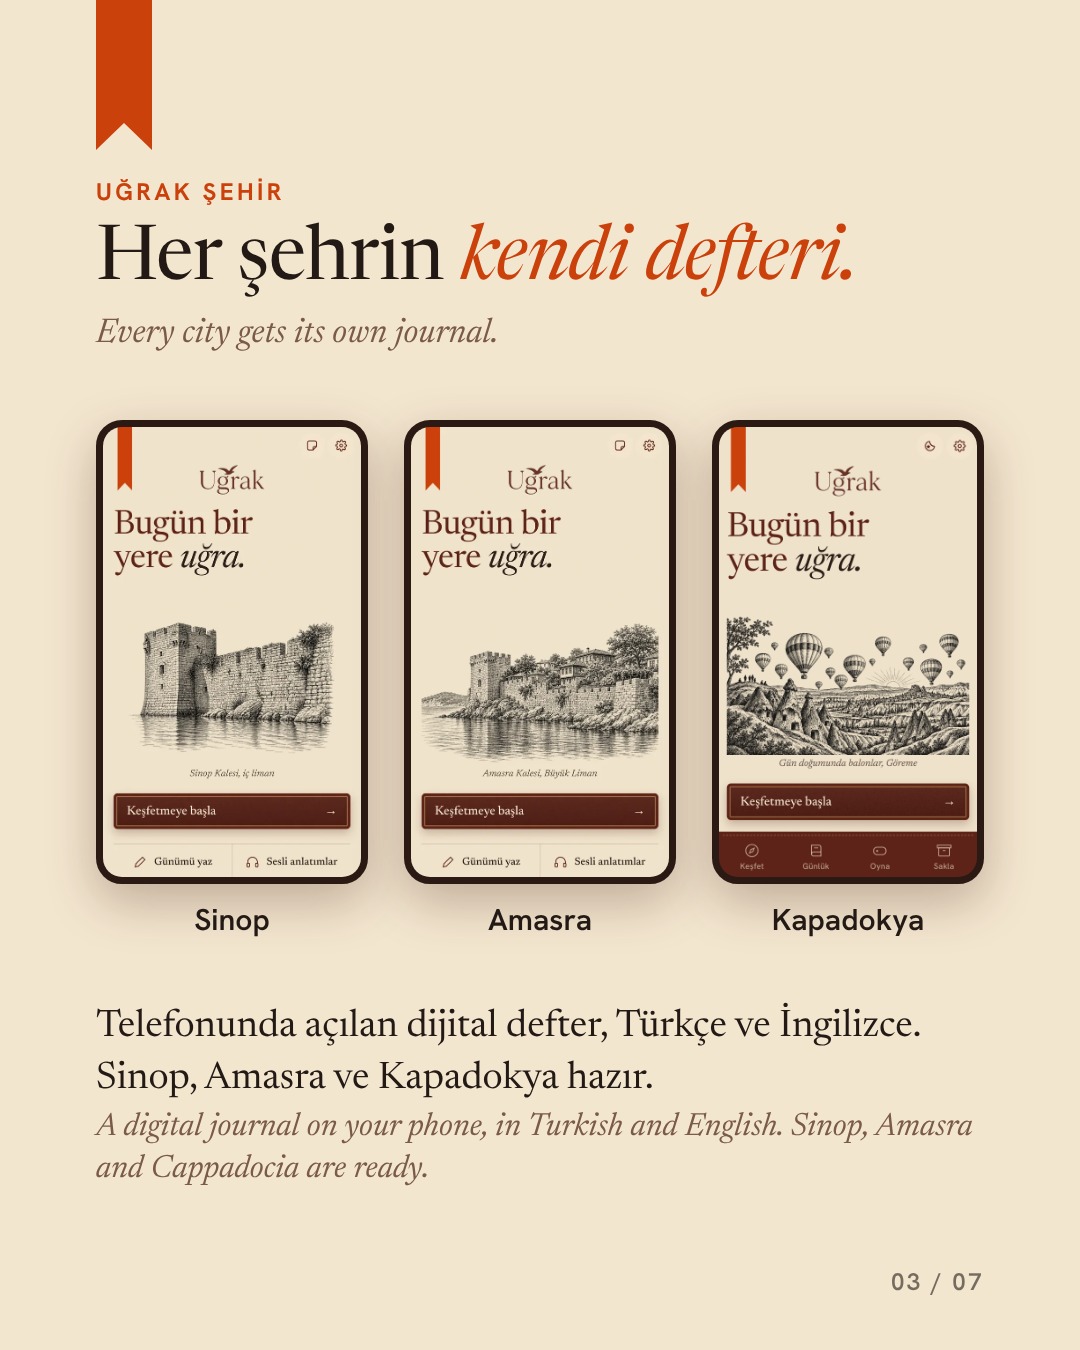 UĞRAK ŞEHİR
Her şehrin kendi defteri.
Every city gets its own journal.
Uğrak
Bugün bir
yere uğra.
Sinop Kalesi, iç liman
Keşfetmeye başla →
Günümü yaz
Sesli anlatımlar
Sinop
Uğrak
Bugün bir
yere uğra.
Amasra Kalesi, Büyük Liman
Keşfetmeye başla →
Günümü yaz
Sesli anlatımlar
Amasra
Uğrak
Bugün bir
yere uğra.
Gün doğumunda balonlar, Göreme
Keşfetmeye başla →
Keşfet
Günlük
Oyna
Sakla
Kapadokya
Telefonunda açılan dijital defter, Türkçe ve İngilizce.
Sinop, Amasra ve Kapadokya hazır.
A digital journal on your phone, in Turkish and English. Sinop, Amasra
and Cappadocia are ready.
03 / 07